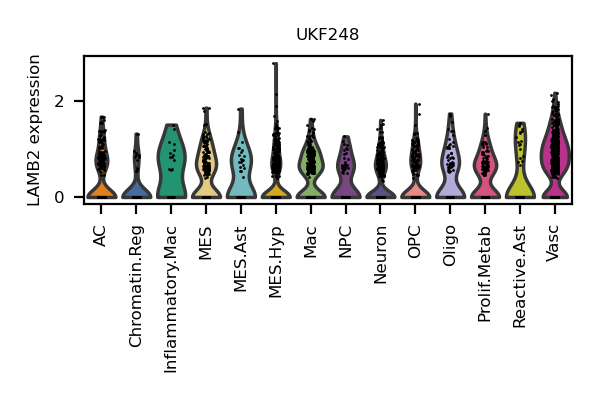 UKF248
LAMB2 expression
2
0
AC
Chromatin.Reg
Inflammatory.Mac
MES
MES.Ast
MES.Hyp
Mac
NPC
Neuron
OPC
Oligo
Prolif.Metab
Reactive.Ast
Vasc